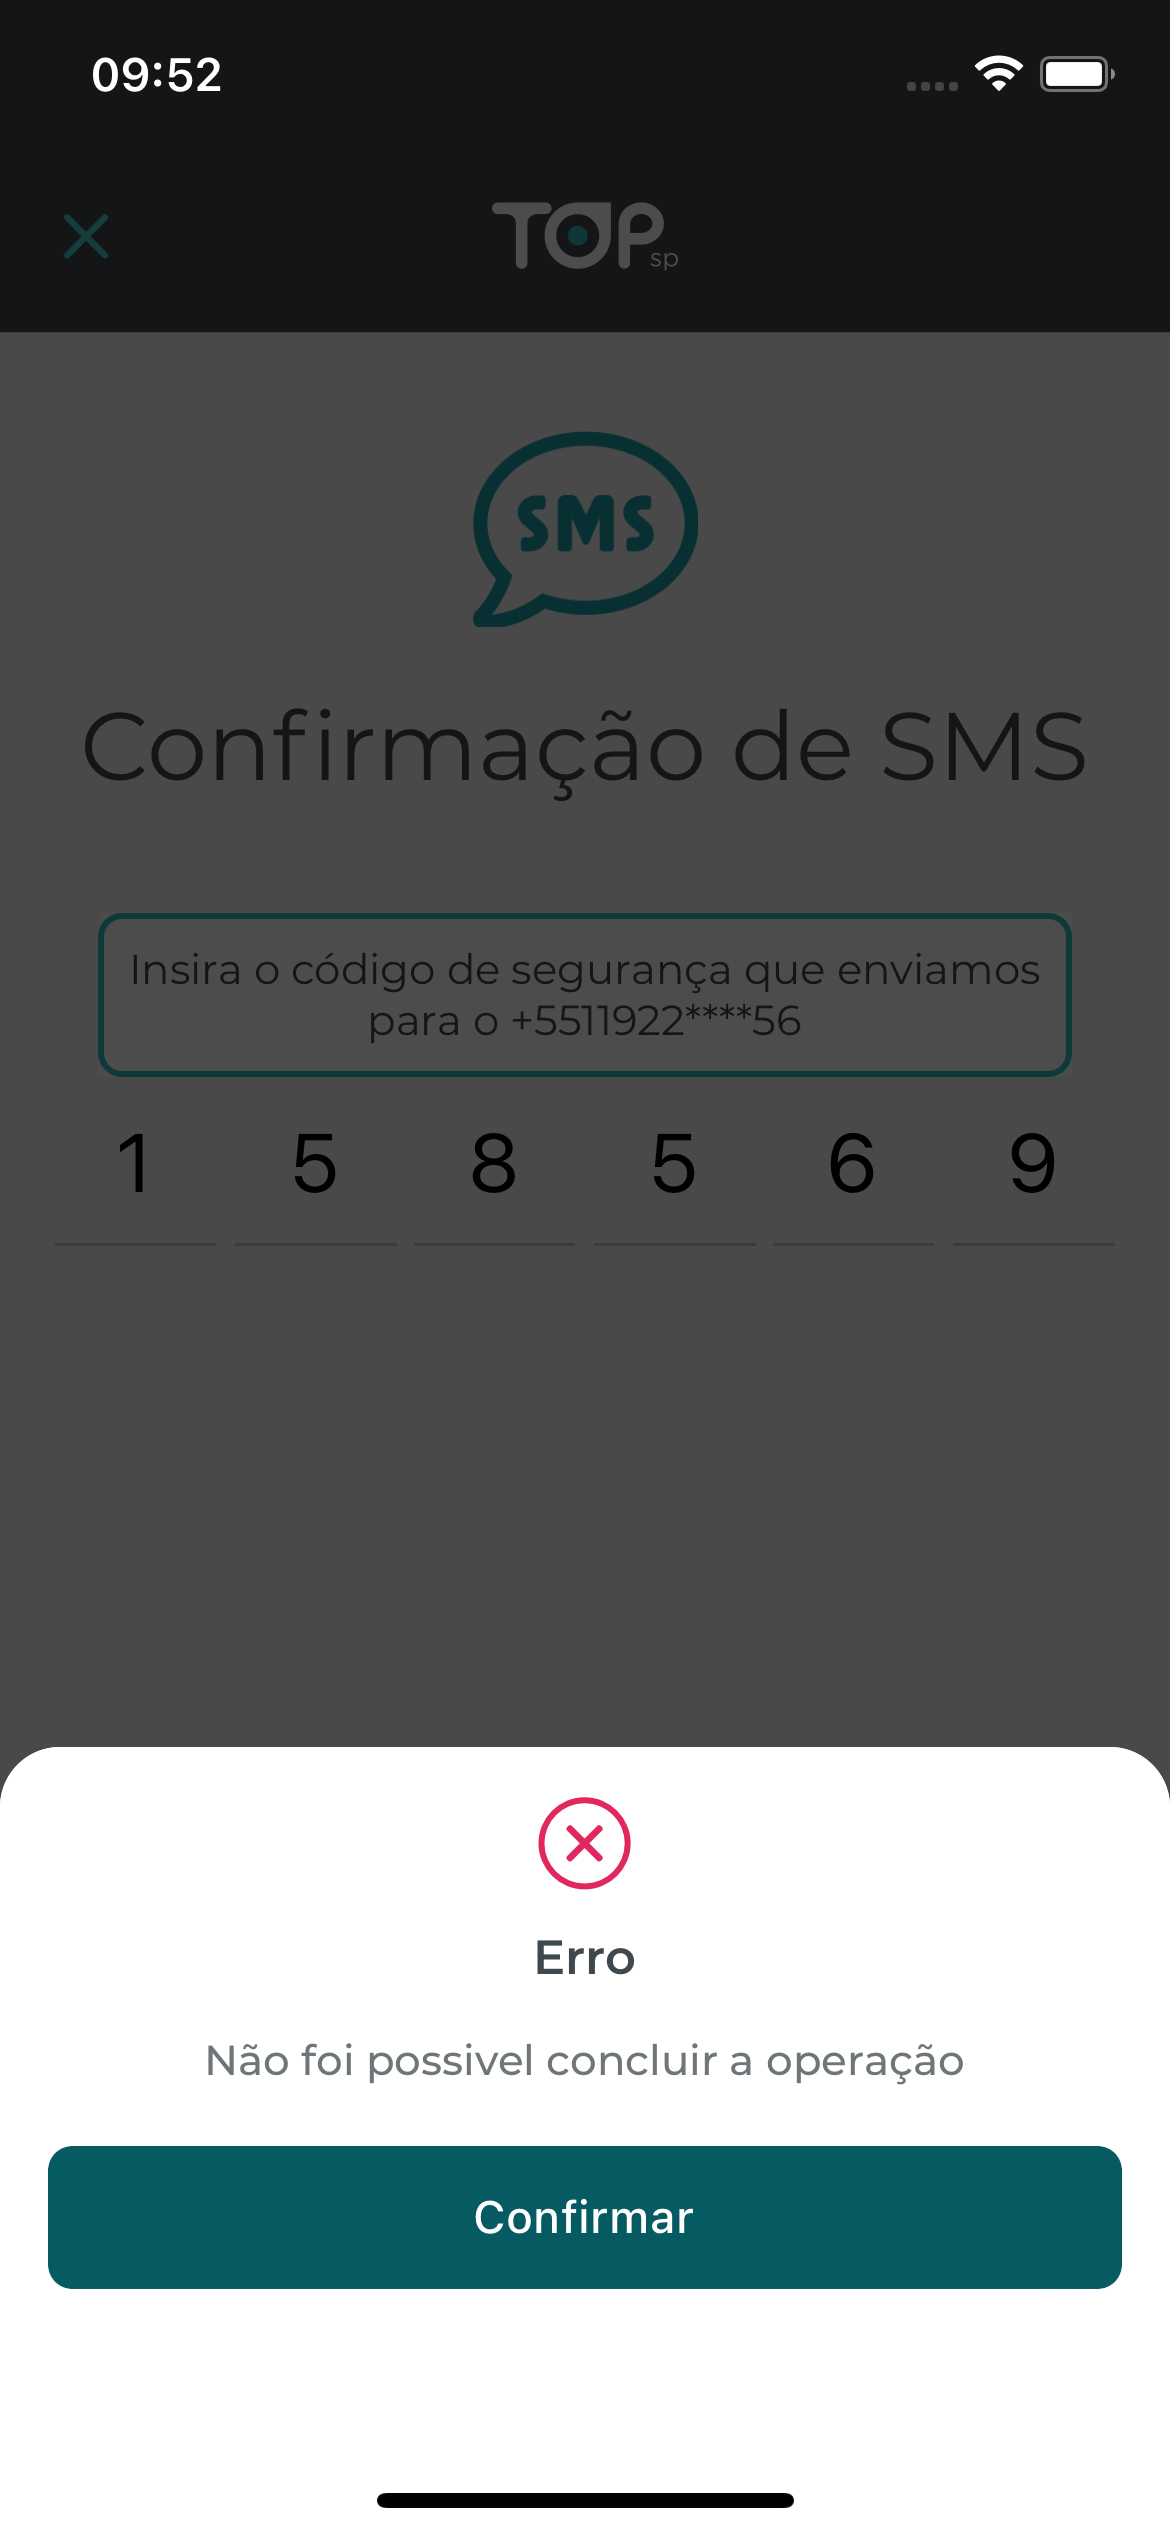 09:52
TOP
sp
SMS
Confirmação de SMS
Insira o código de segurança que enviamos
para o +5511922****56
1 5 8 5 6 9
Erro
Não foi possivel concluir a operação
Confirmar